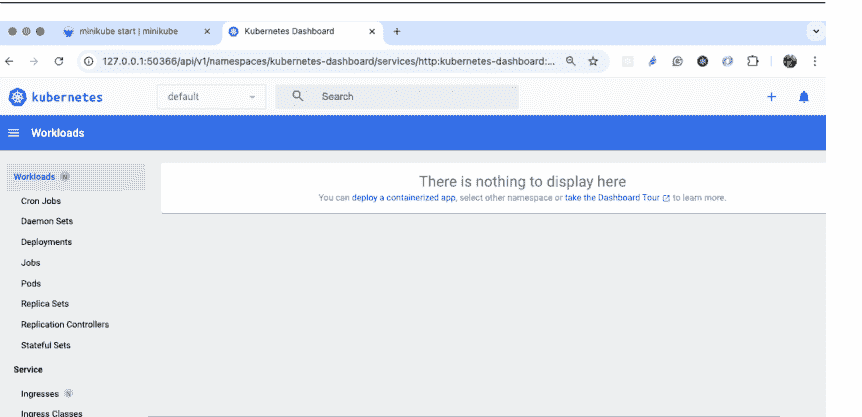 minikube start | minikube
Kubernetes Dashboard
127.0.0.1:50366/api/v1/namespaces/kubernetes-dashboard/services/http:kubernetes-dashboard:...
kubernetes
default
Search
Workloads
Workloads N
There is nothing to display here
You can deploy a containerized app, select other namespace or take the Dashboard Tour to learn more.
Cron Jobs
Daemon Sets
Deployments
Jobs
Pods
Replica Sets
Replication Controllers
Stateful Sets
Service
Ingresses N
Ingress Classes